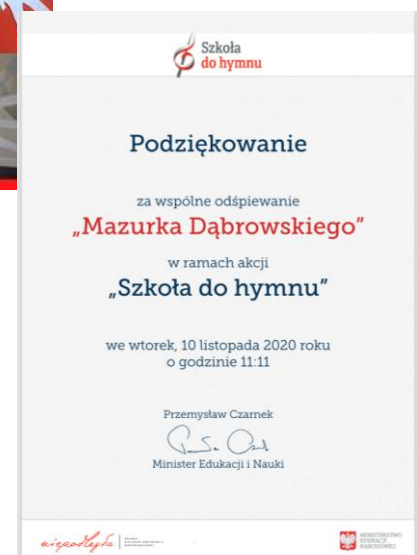 Szkoła
do hymnu
Podziękowanie
za wspólne odśpiewanie
„Mazurka Dąbrowskiego”
w ramach akcji
„Szkoła do hymnu”
we wtorek, 10 listopada 2020 roku
o godzinie 11:11
Przemysław Czarnek
Minister Edukacji i Nauki
niepodległa
MINISTERSTWO
EDUKACJI
NARODOWEJ